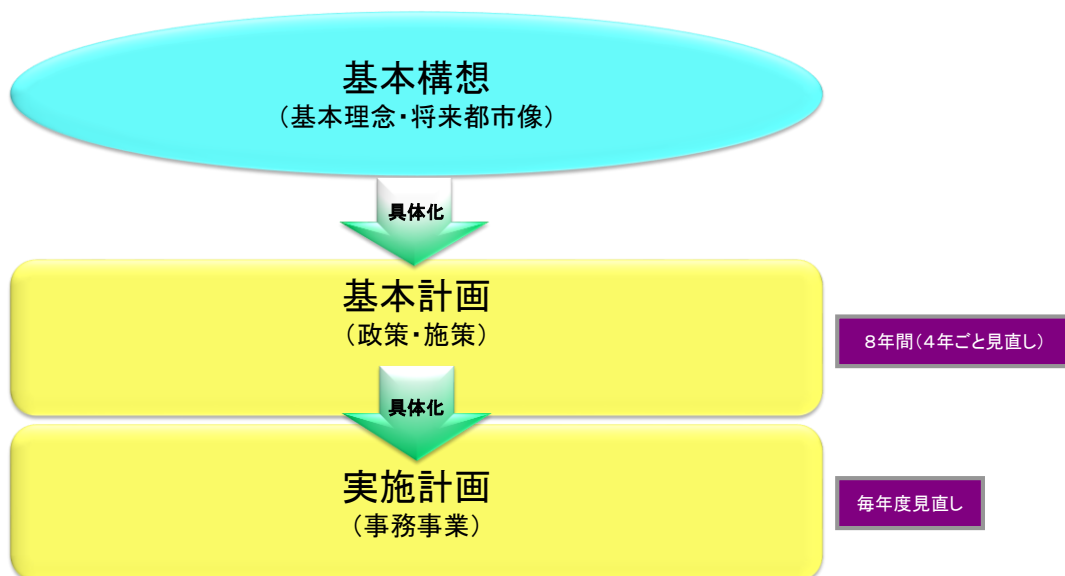 基本構想
（基本理念・将来都市像）
具体化
基本計画
（政策・施策）
８年間（４年ごと見直し）
具体化
実施計画
（事務事業）
毎年度見直し